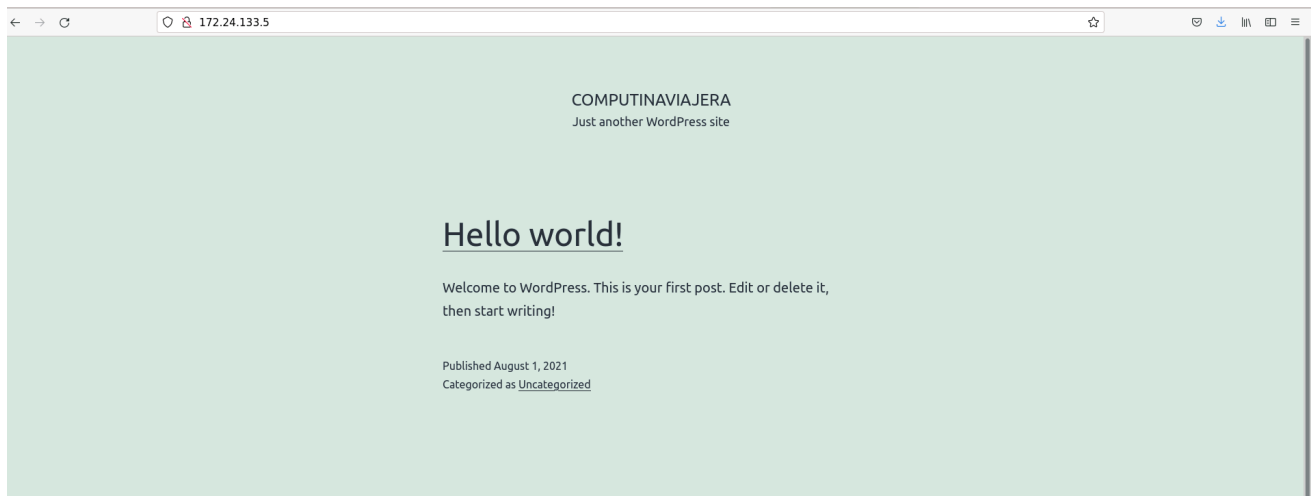 172.24.133.5
COMPUTINAVIAJERA
Just another WordPress site
Hello world!
Welcome to WordPress. This is your first post. Edit or delete it,
then start writing!
Published August 1, 2021
Categorized as Uncategorized